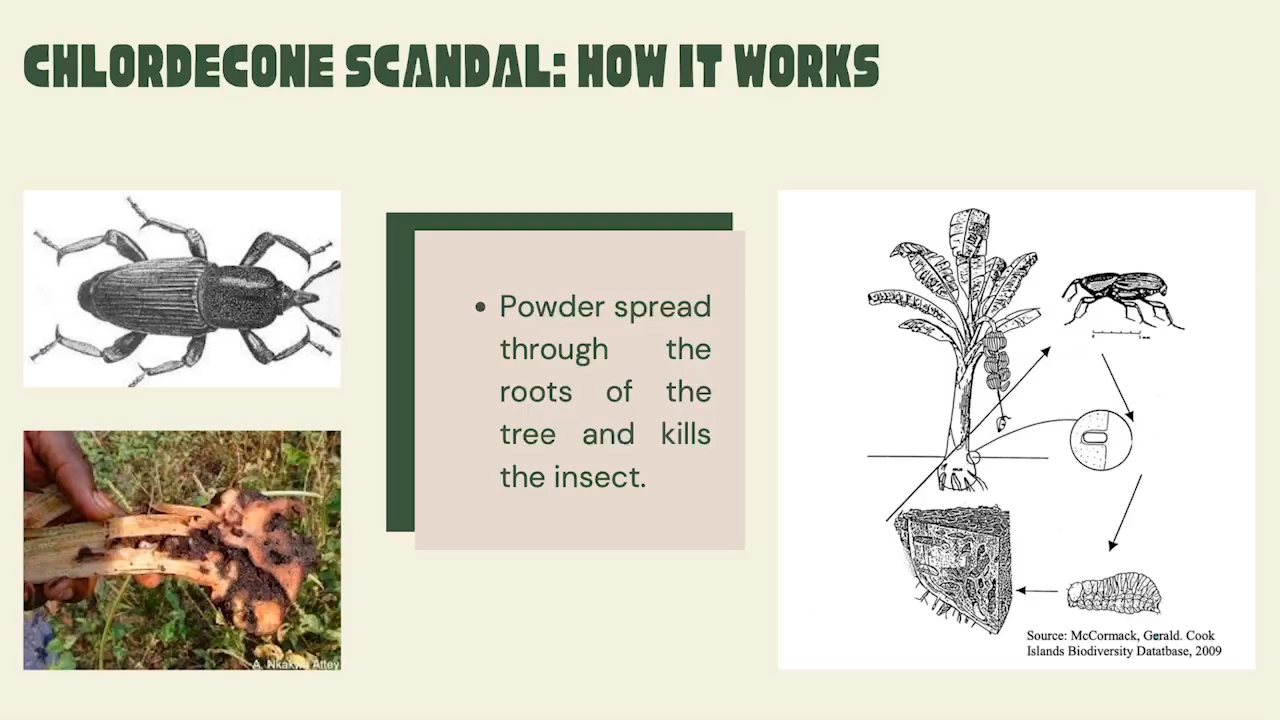 CHLORDECONE SCANDAL: HOW IT WORKS
• Powder spread
through the
roots of the
tree and kills
the insect.
A. Nkakwa Attey
Source: McCormack, Gerald. Cook
Islands Biodiversity Datatbase, 2009